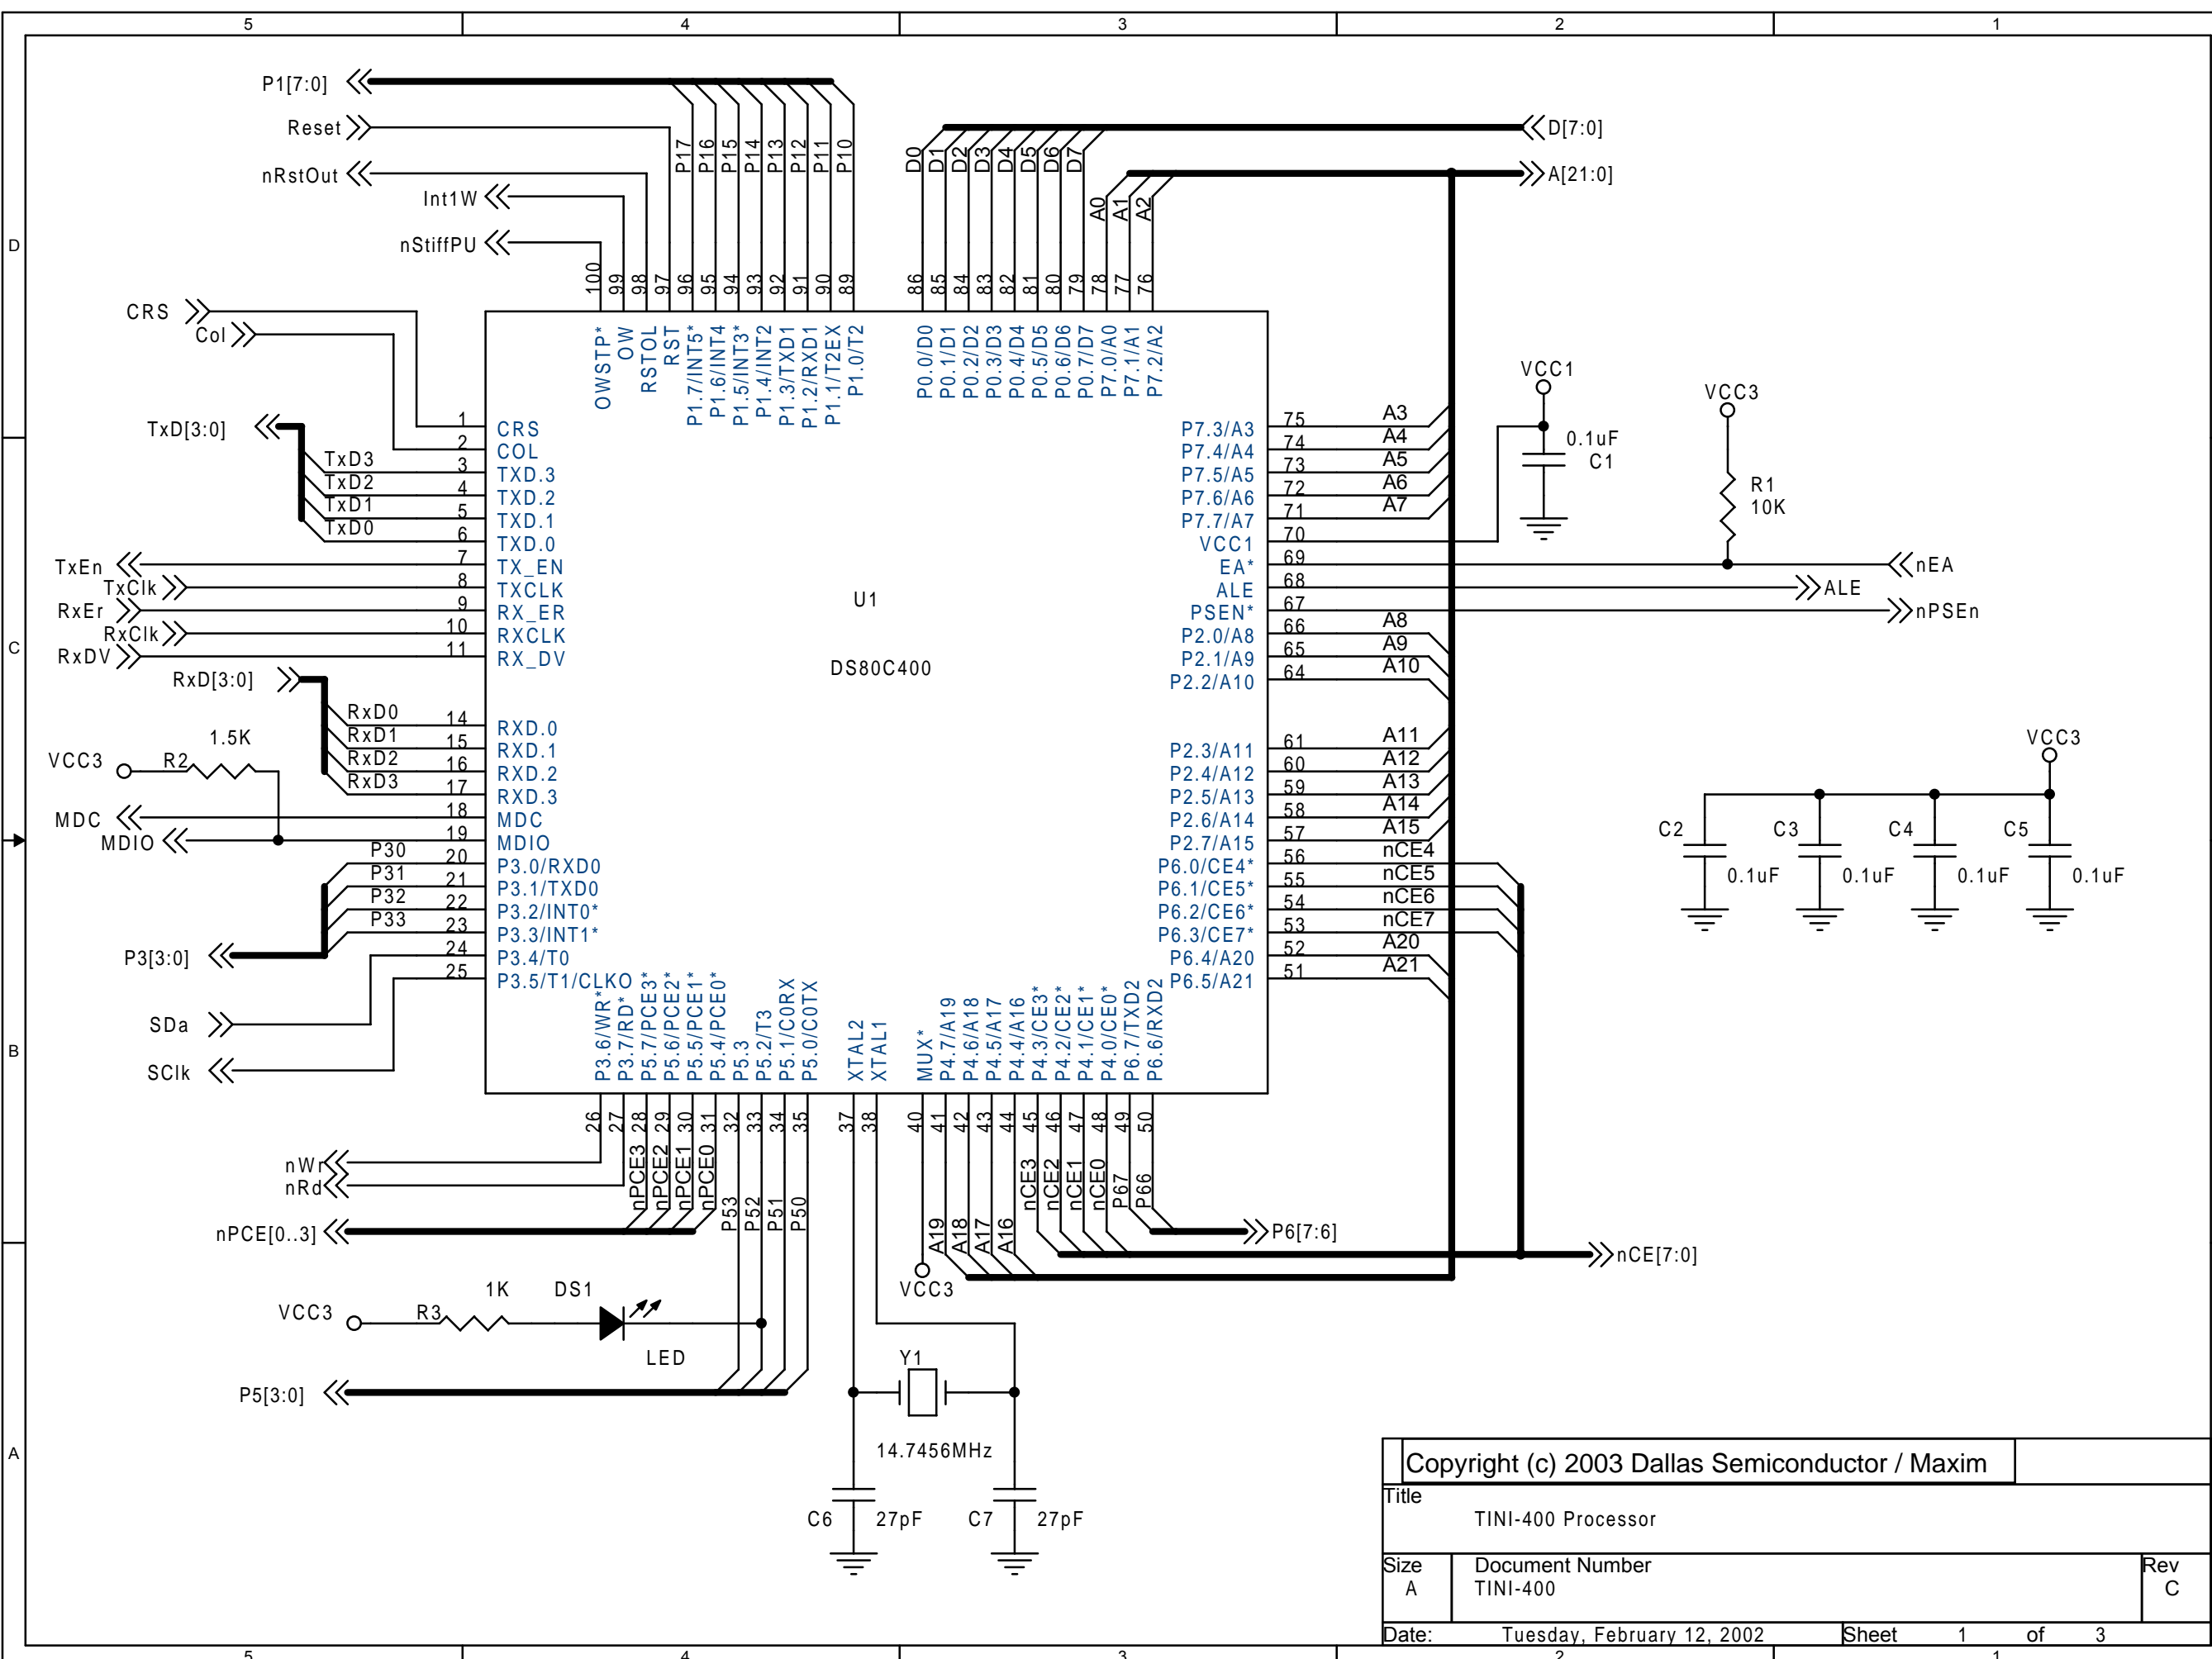 5 4 3 2 1
D
C
B
A
P1[7:0]
Reset
nRstOut
Int1W
nStiffPU
P17
P16
P15
P14
P13
P12
P11
P10
D0
D1
D2
D3
D4
D5
D6
D7
A0
A1
A2
D[7:0]
A[21:0]
100
99
98
97
96
95
94
93
92
91
90
89
86
85
84
83
82
81
80
79
78
77
76
OWSTP*
OW
RSTOL
RST
P1.7/INT5*
P1.6/INT4
P1.5/INT3*
P1.4/INT2
P1.3/TXD1
P1.2/RXD1
P1.1/T2EX
P1.0/T2
P0.0/D0
P0.1/D1
P0.2/D2
P0.3/D3
P0.4/D4
P0.5/D5
P0.6/D6
P0.7/D7
P7.0/A0
P7.1/A1
P7.2/A2
CRS
Col
TxD[3:0]
TxD3
TxD2
TxD1
TxD0
TxEn
TxClk
RxEr
RxClk
RxDV
RxD[3:0]
RxD0
RxD1
RxD2
RxD3
1.5K
VCC3
R2
MDC
MDIO
P30
P31
P32
P33
P3[3:0]
SDa
SClk
1 CRS
2 COL
3 TXD.3
4 TXD.2
5 TXD.1
6 TXD.0
7 TX_EN
8 TXCLK
9 RX_ER
10 RXCLK
11 RX_DV
14 RXD.0
15 RXD.1
16 RXD.2
17 RXD.3
18 MDC
19 MDIO
20 P3.0/RXD0
21 P3.1/TXD0
22 P3.2/INT0*
23 P3.3/INT1*
24 P3.4/T0
25 P3.5/T1/CLKO
U1
DS80C400
P7.3/A3 75 A3
P7.4/A4 74 A4
P7.5/A5 73 A5
P7.6/A6 72 A6
P7.7/A7 71 A7
VCC1 70
EA* 69
ALE 68
PSEN* 67
P2.0/A8 66 A8
P2.1/A9 65 A9
P2.2/A10 64 A10
P2.3/A11 61 A11
P2.4/A12 60 A12
P2.5/A13 59 A13
P2.6/A14 58 A14
P2.7/A15 57 A15
P6.0/CE4* 56 nCE4
P6.1/CE5* 55 nCE5
P6.2/CE6* 54 nCE6
P6.3/CE7* 53 nCE7
P6.4/A20 52 A20
P6.5/A21 51 A21
VCC1
0.1uF
C1
VCC3
R1
10K
nEA
ALE
nPSEn
VCC3
C2 C3 C4 C5
0.1uF 0.1uF 0.1uF 0.1uF
P3.6/WR*
P3.7/RD*
P5.7/PCE3*
P5.6/PCE2*
P5.5/PCE1*
P5.4/PCE0*
P5.3
P5.2/T3
P5.1/C0RX
P5.0/C0TX
XTAL2
XTAL1
MUX*
P4.7/A19
P4.6/A18
P4.5/A17
P4.4/A16
P4.3/CE3*
P4.2/CE2*
P4.1/CE1*
P4.0/CE0*
P6.7/TXD2
P6.6/RXD2
26
27
28
29
30
31
32
33
34
35
37
38
40
41
42
43
44
45
46
47
48
49
50
nWr
nRd
nPCE[0..3]
nPCE3
nPCE2
nPCE1
nPCE0
P53
P52
P51
P50
A19
A18
A17
A16
nCE3
nCE2
nCE1
nCE0
P67
P66
P6[7:6]
nCE[7:0]
VCC3
1K DS1
VCC3
R3
LED
P5[3:0]
Y1
14.7456MHz
C6 27pF C7 27pF
Copyright (c) 2003 Dallas Semiconductor / Maxim
Title
TINI-400 Processor
Size Document Number Rev
A TINI-400 C
Date: Tuesday, February 12, 2002 Sheet 1 of 3
5 4 3 2 1